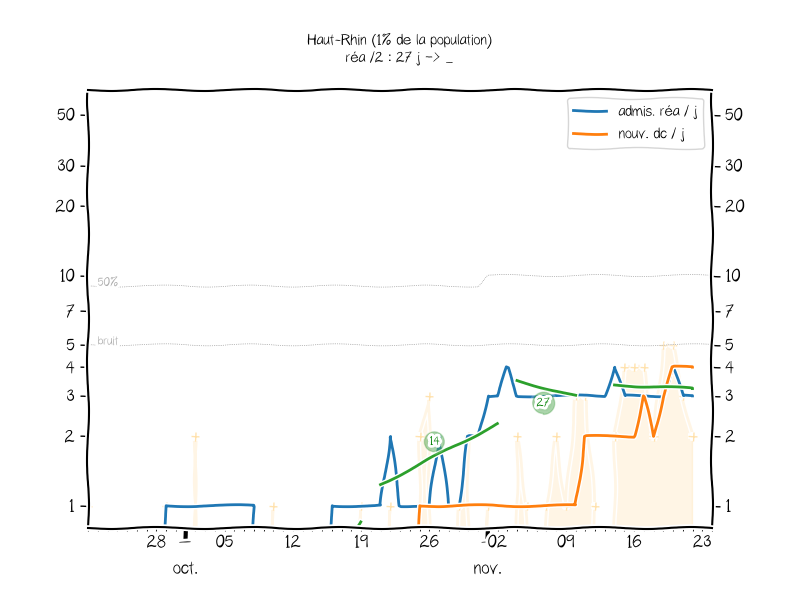 Haut-Rhin (1% de la population)
réa /2 : 27 j -> _
admis. réa / j
nouv. dc / j
50 50
30 30
20 20
10 10
50%
7 7
bruit
5 5
4 4
3 3
27
14
2 2
1 1
28 05 12 19 26 02 09 16 23
oct. nov.